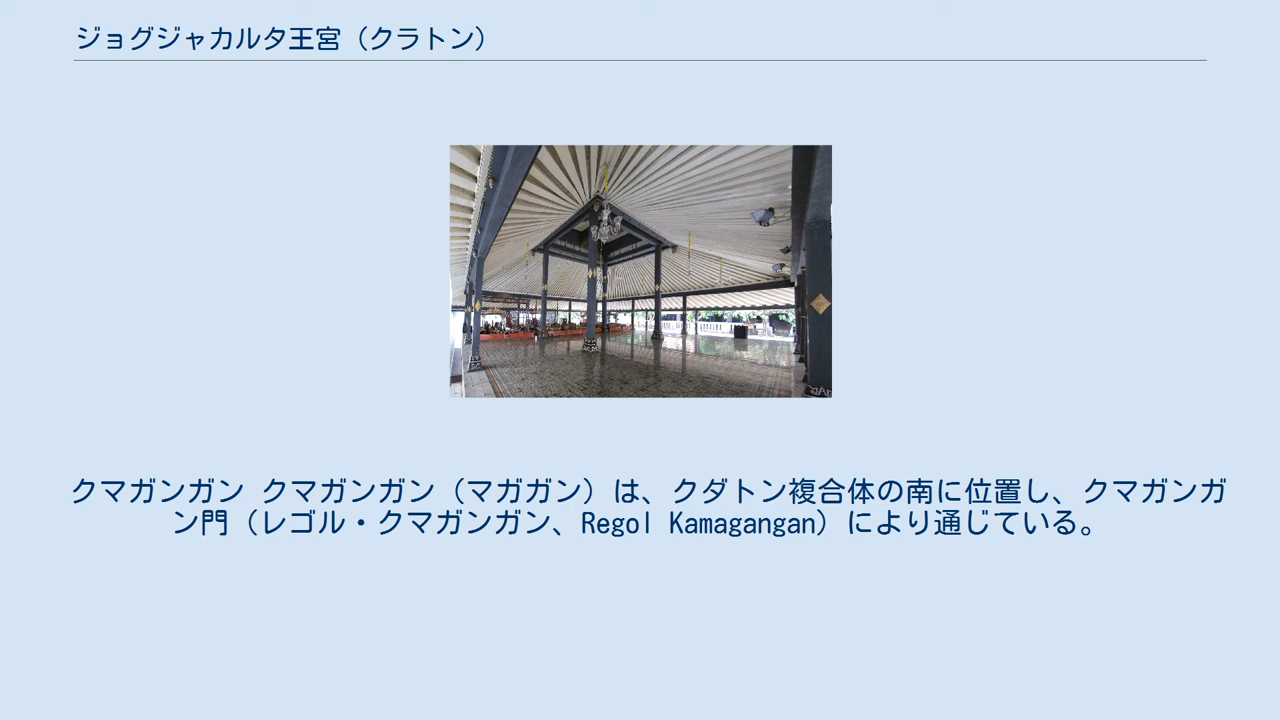 ジョグジャカルタ王宮（クラトン）
クマガンガン クマガンガン（マガガン）は、クダトン複合体の南に位置し、クマガンガ
ン門（レゴル・クマガンガン、Regol Kamagangan）により通じている。